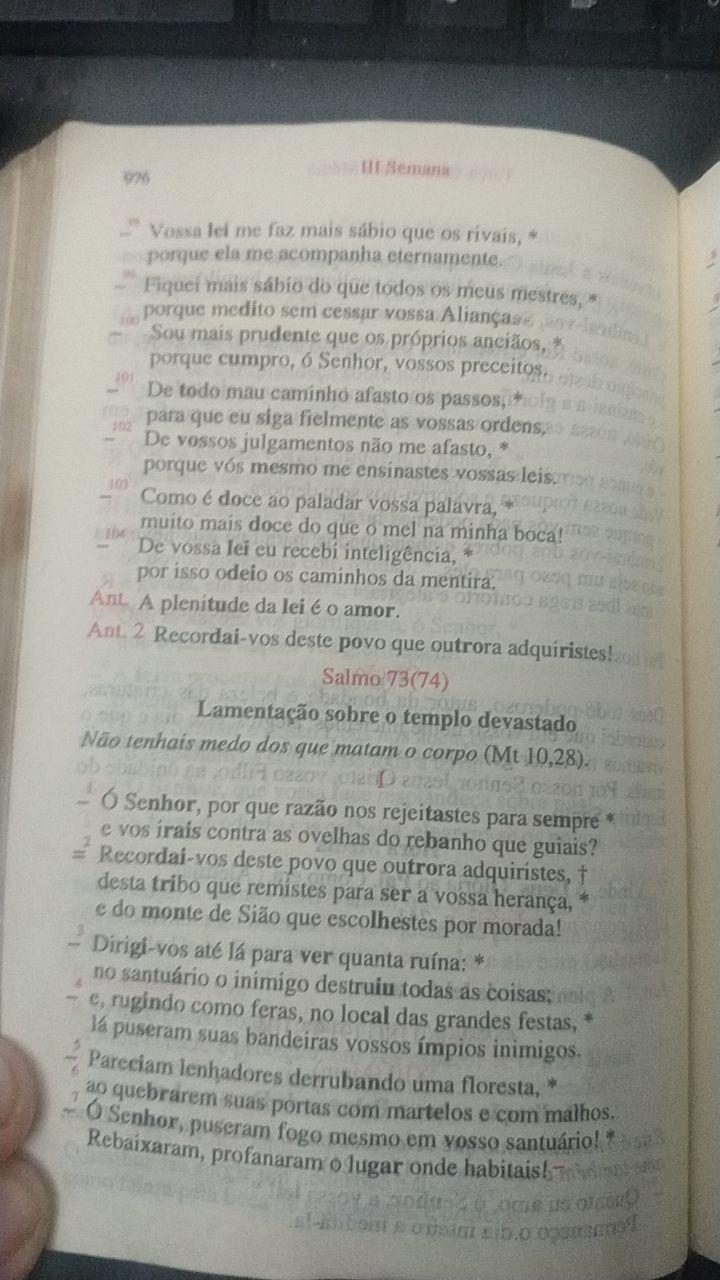 976
III Semana
– 98 Vossa lei me faz mais sábio que os rivais, *
porque ela me acompanha eternamente.
– 99 Fiquei mais sábio do que todos os meus mestres, *
porque medito sem cessar vossa Aliança.
– 100 Sou mais prudente que os próprios anciãos, *
porque cumpro, ó Senhor, vossos preceitos.
– 101 De todo mau caminho afasto os passos, *
para que eu siga fielmente as vossas ordens.
– 102 De vossos julgamentos não me afasto, *
porque vós mesmo me ensinastes vossas leis.
– 103 Como é doce ao paladar vossa palavra, *
muito mais doce do que o mel na minha boca!
– 104 De vossa lei eu recebi inteligência, *
por isso odeio os caminhos da mentira.
Ant. A plenitude da lei é o amor.
Ant. 2 Recordai-vos deste povo que outrora adquiristes!
Salmo 73(74)
Lamentação sobre o templo devastado
Não tenhais medo dos que matam o corpo (Mt 10,28).
I
– 1 Ó Senhor, por que razão nos rejeitastes para sempre *
e vos irais contra as ovelhas do rebanho que guiais?
= 2 Recordai-vos deste povo que outrora adquiristes, †
desta tribo que remistes para ser a vossa herança, *
e do monte de Sião que escolhestes por morada!
– 3 Dirigi-vos até lá para ver quanta ruína: *
no santuário o inimigo destruiu todas as coisas;
– 4 e, rugindo como feras, no local das grandes festas, *
lá puseram suas bandeiras vossos ímpios inimigos.
– 5 Pareciam lenhadores derrubando uma floresta, *
6 ao quebrarem suas portas com martelos e com malhos.
– 7 Ó Senhor, puseram fogo mesmo em vosso santuário! *
Rebaixaram, profanaram o lugar onde habitais! –